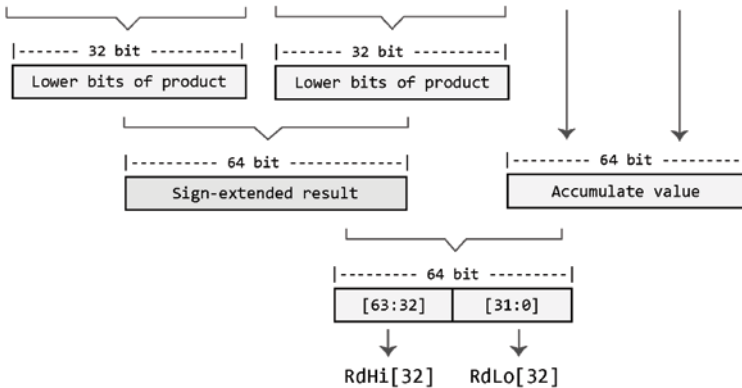 |------- 32 bit -------| |------- 32 bit -------|
Lower bits of product Lower bits of product
|--------- 64 bit ---------| |--------- 64 bit ---------|
Sign-extended result Accumulate value
|--------- 64 bit ---------|
[63:32] [31:0]
RdHi[32] RdLo[32]